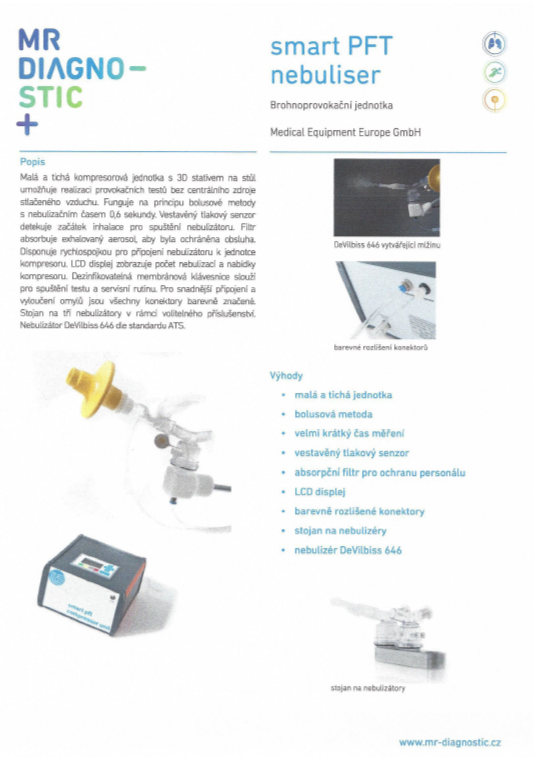 MR
DIAGNO–
STIC
+
smart PFT
nebuliser
Brohnoprovokační jednotka
Medical Equipment Europe GmbH
Popis
Malá a tichá kompresorová jednotka s 3D stativem na stůl
umožňuje realizaci provokačních testů bez centrálního zdroje
stlačeného vzduchu. Funguje na principu bolusové metody
s nebulizačním časem 0,6 sekundy. Vestavěný tlakový senzor
detekuje začátek inhalace pro spuštění nebulizátoru. Filtr
absorbuje exhalovaný aerosol, aby byla ochráněna obsluha.
Disponuje rychlospojkou pro připojení nebulizátoru k jednotce
kompresoru. LCD displej zobrazuje počet nebulizací a nabídky
kompresoru. Dezinfikovatelná membránová klávesnice slouží
pro spuštění testu a servisní rutinu. Pro snadnější připojení a
vyloučení omylů jsou všechny konektory barevně značené.
Stojan na tři nebulizátory v rámci volitelného příslušenství.
Nebulizátor DeVilbiss 646 dle standardu ATS.
DeVilbiss 646 vytvářející mlžinu
barevné rozlišení konektorů
Výhody
• malá a tichá jednotka
• bolusová metoda
• velmi krátký čas měření
• vestavěný tlakový senzor
• absorpční filtr pro ochranu personálu
• LCD displej
• barevně rozlišené konektory
• stojan na nebulizéry
• nebulizér DeVilbiss 646
smart pft
compressor unit
stojan na nebulizátory
www.mr-diagnostic.cz